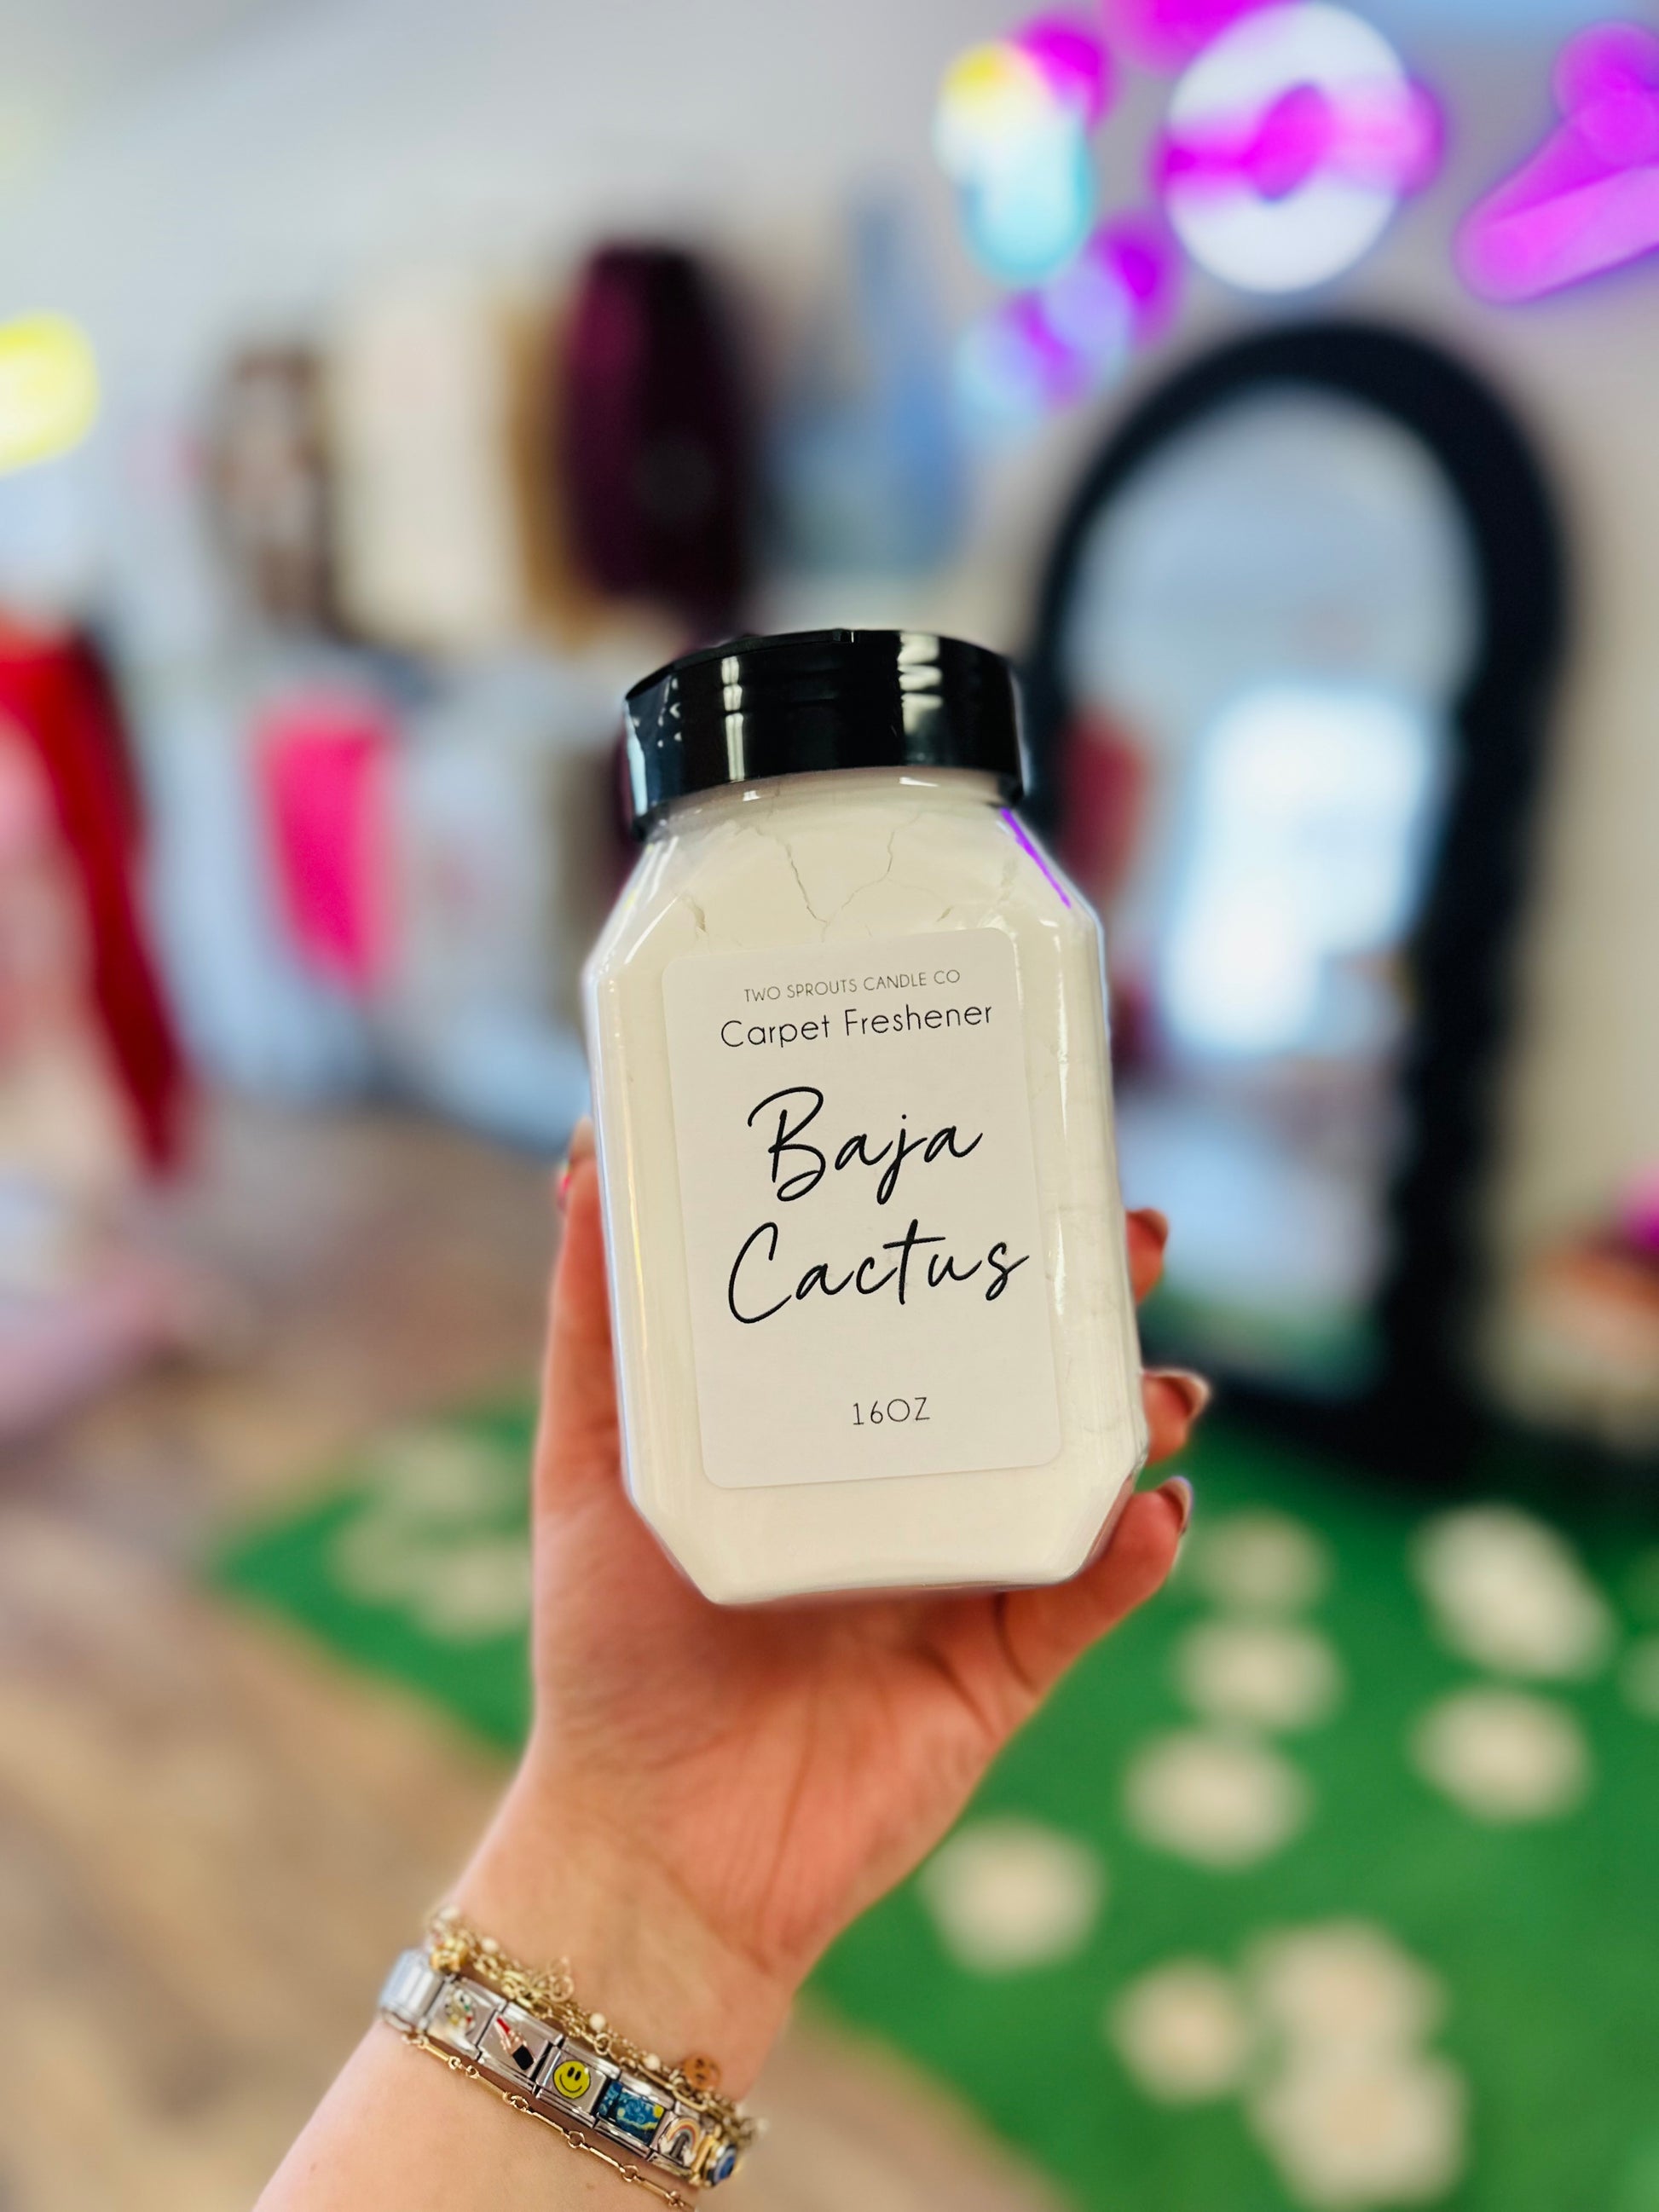 TWO SPROUTS CANDLE CO
Carpet Freshener
Baja
Cactus
16OZ